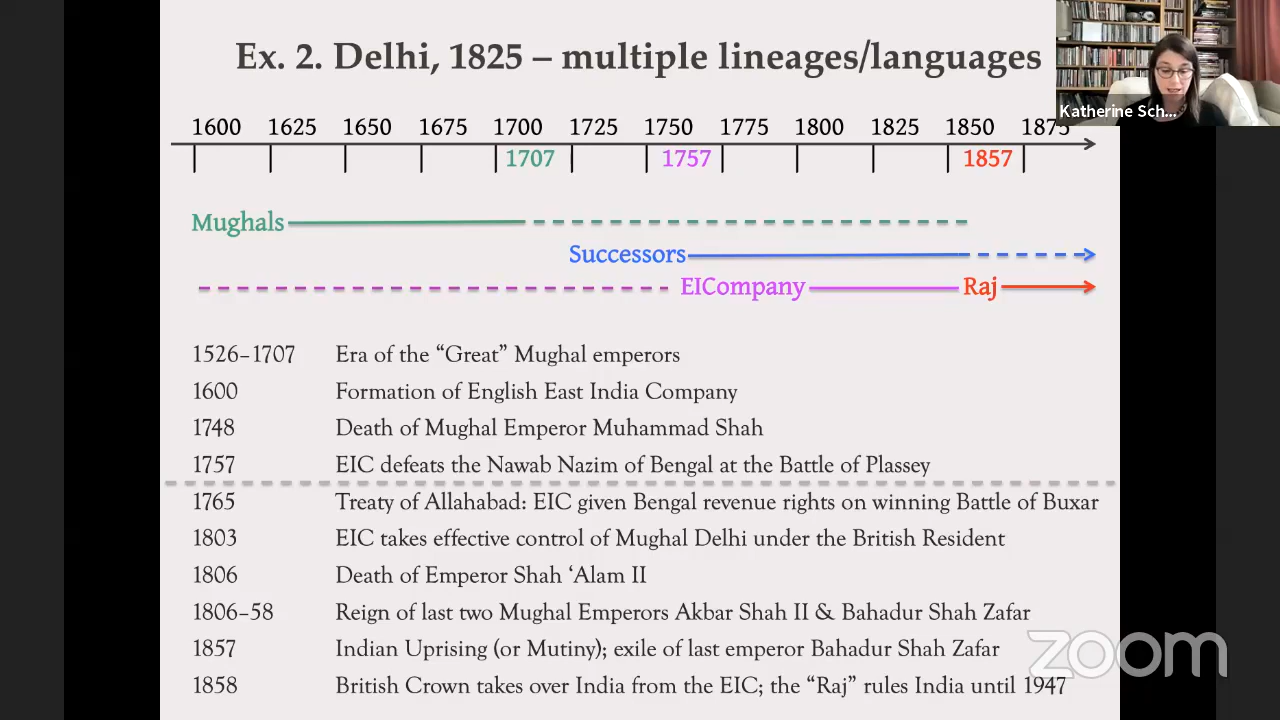 Ex. 2. Delhi, 1825 – multiple lineages/languages
Katherine Sch...
1600 1625 1650 1675 1700 1725 1750 1775 1800 1825 1850 1875
1707 1757 1857
Mughals
Successors
EICompany Raj
1526–1707 Era of the “Great” Mughal emperors
1600 Formation of English East India Company
1748 Death of Mughal Emperor Muhammad Shah
1757 EIC defeats the Nawab Nazim of Bengal at the Battle of Plassey
1765 Treaty of Allahabad: EIC given Bengal revenue rights on winning Battle of Buxar
1803 EIC takes effective control of Mughal Delhi under the British Resident
1806 Death of Emperor Shah ‘Alam II
1806–58 Reign of last two Mughal Emperors Akbar Shah II & Bahadur Shah Zafar
1857 Indian Uprising (or Mutiny); exile of last emperor Bahadur Shah Zafar
1858 British Crown takes over India from the EIC; the “Raj” rules India until 1947
zoom